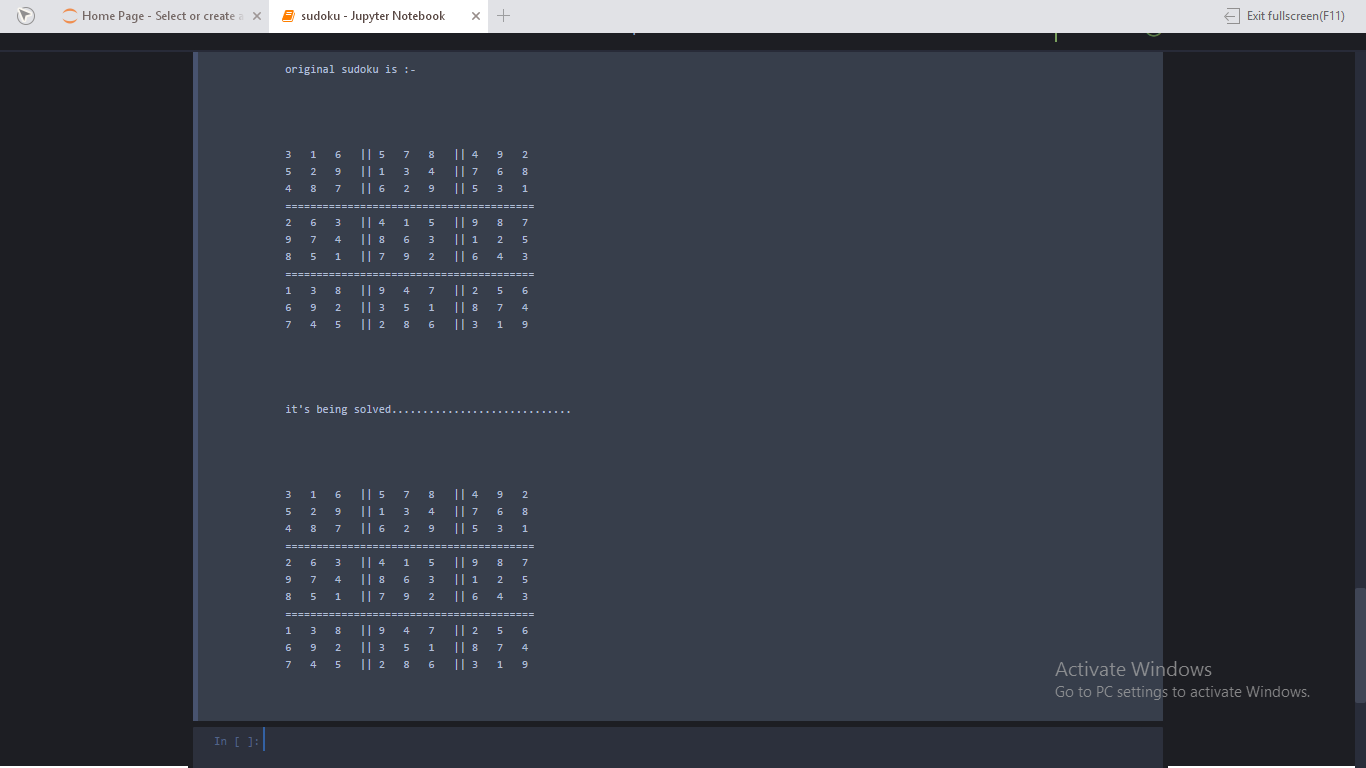 Home Page - Select or create a
sudoku - Jupyter Notebook
Exit fullscreen(F11)
original sudoku is :-
3 1 6 || 5 7 8 || 4 9 2
5 2 9 || 1 3 4 || 7 6 8
4 8 7 || 6 2 9 || 5 3 1
========================================
2 6 3 || 4 1 5 || 9 8 7
9 7 4 || 8 6 3 || 1 2 5
8 5 1 || 7 9 2 || 6 4 3
========================================
1 3 8 || 9 4 7 || 2 5 6
6 9 2 || 3 5 1 || 8 7 4
7 4 5 || 2 8 6 || 3 1 9
it's being solved.............................
3 1 6 || 5 7 8 || 4 9 2
5 2 9 || 1 3 4 || 7 6 8
4 8 7 || 6 2 9 || 5 3 1
========================================
2 6 3 || 4 1 5 || 9 8 7
9 7 4 || 8 6 3 || 1 2 5
8 5 1 || 7 9 2 || 6 4 3
========================================
1 3 8 || 9 4 7 || 2 5 6
6 9 2 || 3 5 1 || 8 7 4
7 4 5 || 2 8 6 || 3 1 9
Activate Windows
Go to PC settings to activate Windows.
In [ ]: